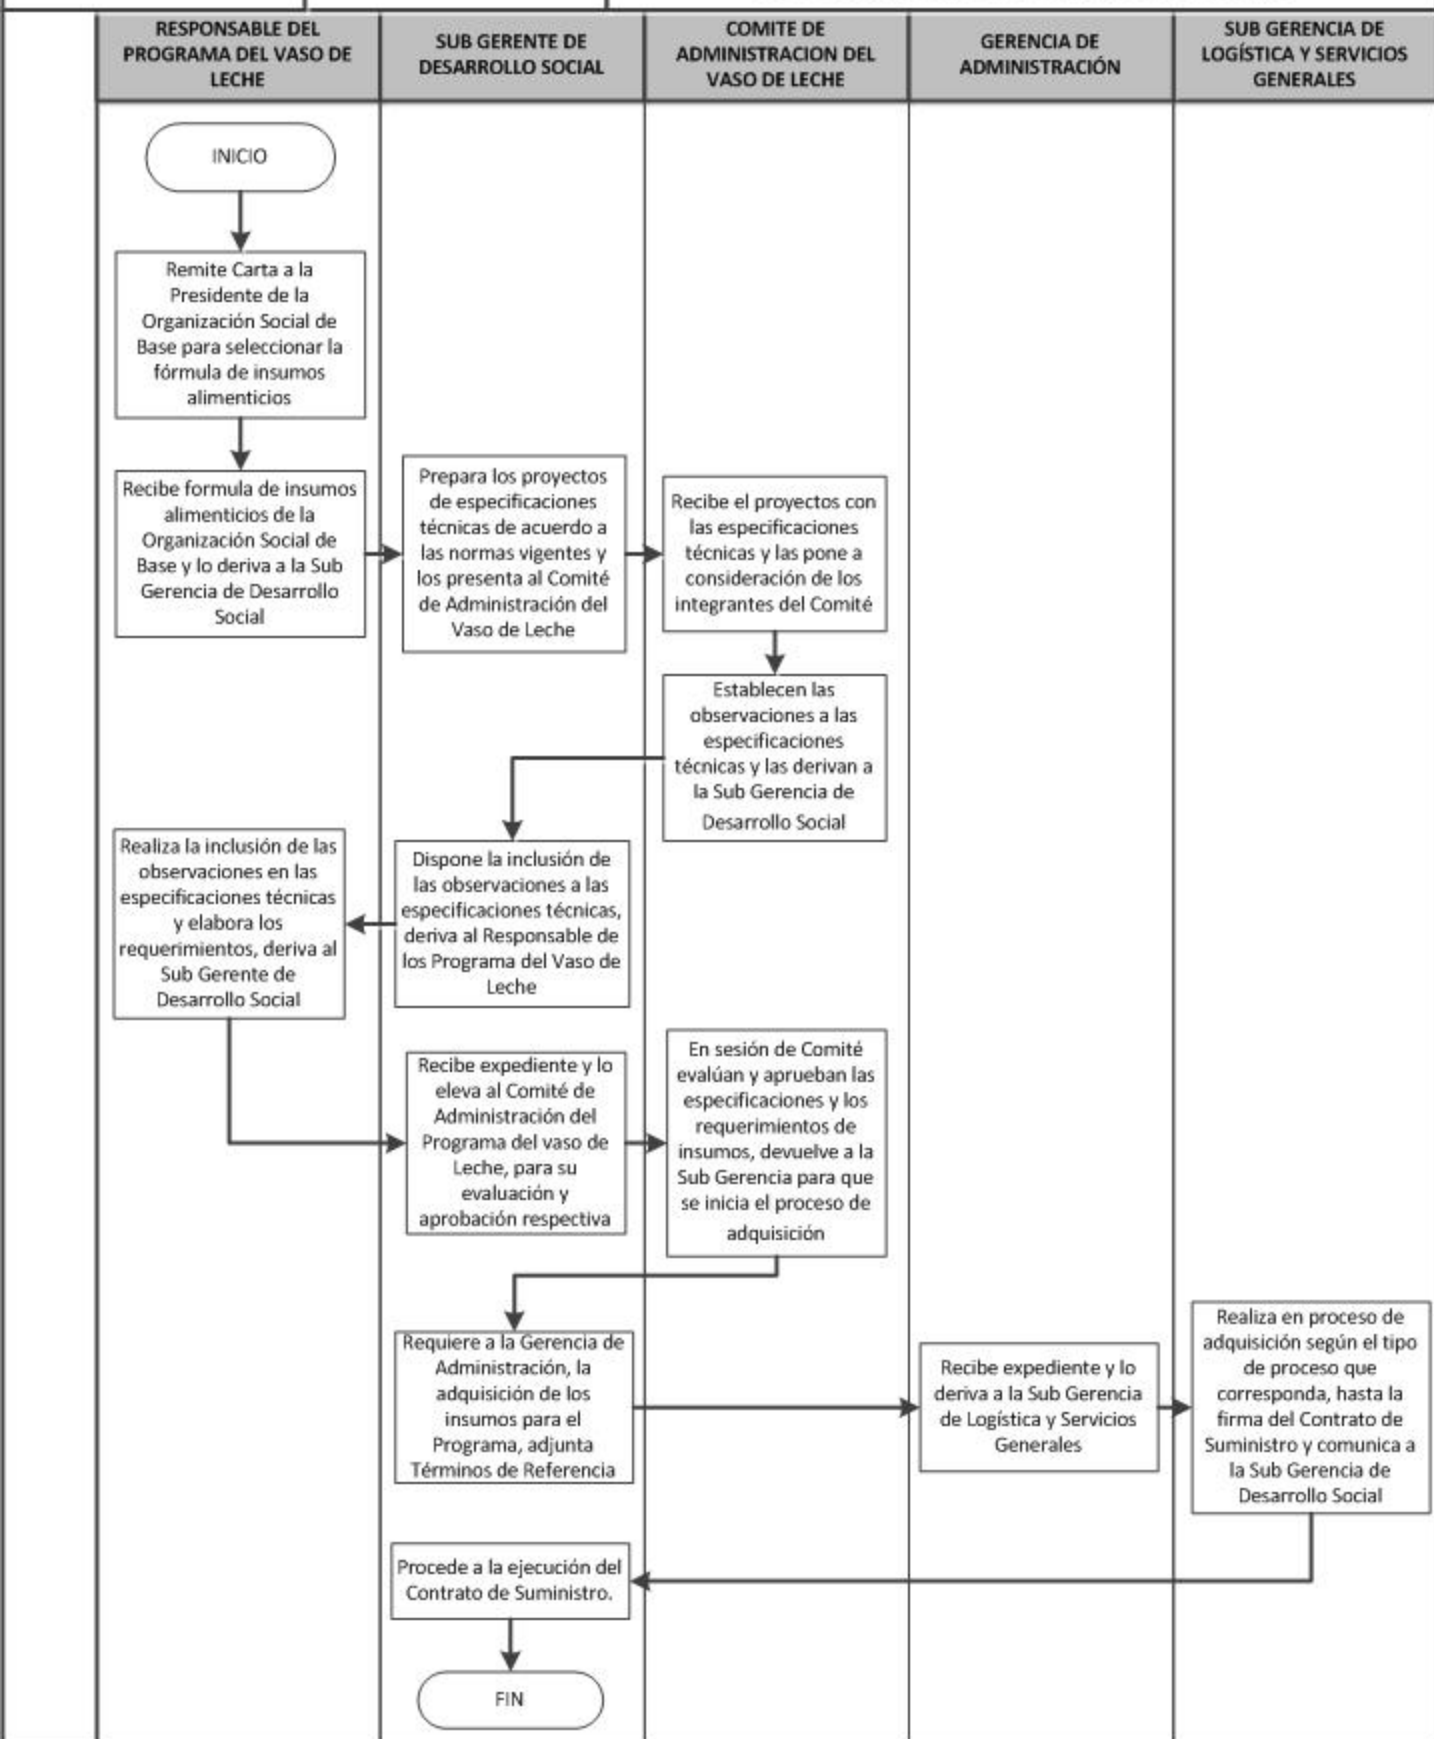 RESPONSABLE DEL
PROGRAMA DEL VASO DE
LECHE
SUB GERENTE DE
DESARROLLO SOCIAL
COMITE DE
ADMINISTRACION DEL
VASO DE LECHE
GERENCIA DE
ADMINISTRACIÓN
SUB GERENCIA DE
LOGÍSTICA Y SERVICIOS
GENERALES
INICIO
Remite Carta a la
Presidente de la
Organización Social de
Base para seleccionar la
fórmula de insumos
alimenticios
Recibe formula de insumos
alimenticios de la
Organización Social de
Base y lo deriva a la Sub
Gerencia de Desarrollo
Social
Prepara los proyectos
de especificaciones
técnicas de acuerdo a
las normas vigentes y
los presenta al Comité
de Administración del
Vaso de Leche
Recibe el proyectos con
las especificaciones
técnicas y las pone a
consideración de los
integrantes del Comité
Establecen las
observaciones a las
especificaciones
técnicas y las derivan a
la Sub Gerencia de
Desarrollo Social
Dispone la inclusión de
las observaciones a las
especificaciones técnicas,
deriva al Responsable de
los Programa del Vaso de
Leche
Realiza la inclusión de las
observaciones en las
especificaciones técnicas
y elabora los
requerimientos, deriva al
Sub Gerente de
Desarrollo Social
Recibe expediente y lo
eleva al Comité de
Administración del
Programa del vaso de
Leche, para su
evaluación y
aprobación respectiva
En sesión de Comité
evalúan y aprueban las
especificaciones y los
requerimientos de
insumos, devuelve a la
Sub Gerencia para que
se inicia el proceso de
adquisición
Requiere a la Gerencia de
Administración, la
adquisición de los
insumos para el
Programa, adjunta
Términos de Referencia
Recibe expediente y lo
deriva a la Sub Gerencia
de Logística y Servicios
Generales
Realiza en proceso de
adquisición según el tipo
de proceso que
corresponda, hasta la
firma del Contrato de
Suministro y comunica a
la Sub Gerencia de
Desarrollo Social
Procede a la ejecución del
Contrato de Suministro.
FIN